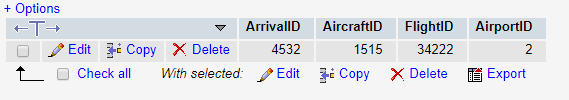 + Options
ArrivalID AircraftID FlightID AirportID
Edit Copy Delete 4532 1515 34222 2
Check all With selected: Edit Copy Delete Export